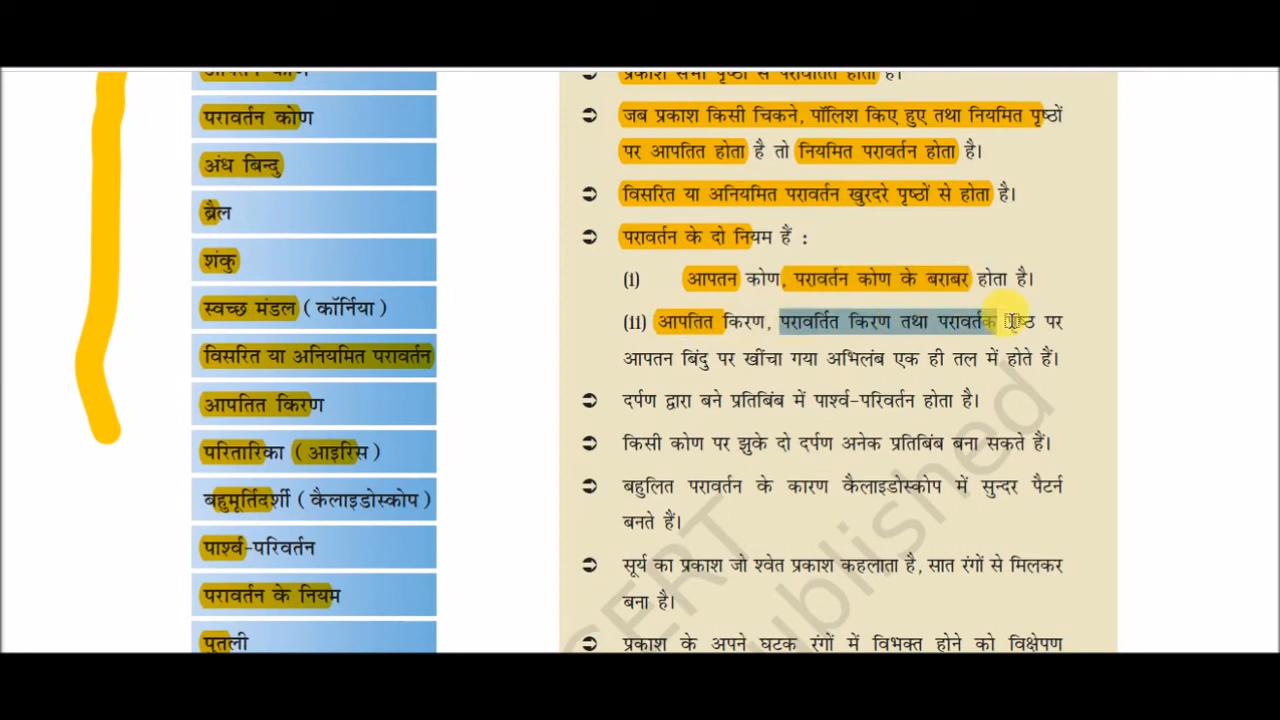 आपतन कोण
परावर्तन कोण
अंध बिन्दु
ब्रैल
शंकु
स्वच्छ मंडल (कॉर्निया)
विसरित या अनियमित परावर्तन
आपतित किरण
परितारिका (आइरिस)
बहुमूर्तिदर्शी (कैलाइडोस्कोप)
पार्श्व-परिवर्तन
परावर्तन के नियम
पुतली
प्रकाश सभी पृष्ठों से परावर्तित होता है।
जब प्रकाश किसी चिकने, पॉलिश किए हुए तथा नियमित पृष्ठों
पर आपतित होता है तो नियमित परावर्तन होता है।
विसरित या अनियमित परावर्तन खुरदरे पृष्ठों से होता है।
परावर्तन के दो नियम हैं :
(i) आपतन कोण, परावर्तन कोण के बराबर होता है।
(ii) आपतित किरण, परावर्तित किरण तथा परावर्तक पृष्ठ पर
आपतन बिंदु पर खींचा गया अभिलंब एक ही तल में होते हैं।
दर्पण द्वारा बने प्रतिबिंब में पार्श्व-परिवर्तन होता है।
किसी कोण पर झुके दो दर्पण अनेक प्रतिबिंब बना सकते हैं।
बहुलित परावर्तन के कारण कैलाइडोस्कोप में सुन्दर पैटर्न
बनते हैं।
सूर्य का प्रकाश जो श्वेत प्रकाश कहलाता है, सात रंगों से मिलकर
बना है।
प्रकाश के अपने घटक रंगों में विभक्त होने को विक्षेपण